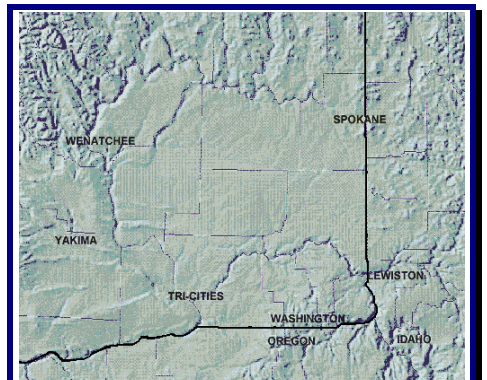 SPOKANE
WENATCHEE
YAKIMA
LEWISTON
TRI-CITIES
WASHINGTON
OREGON
IDAHO